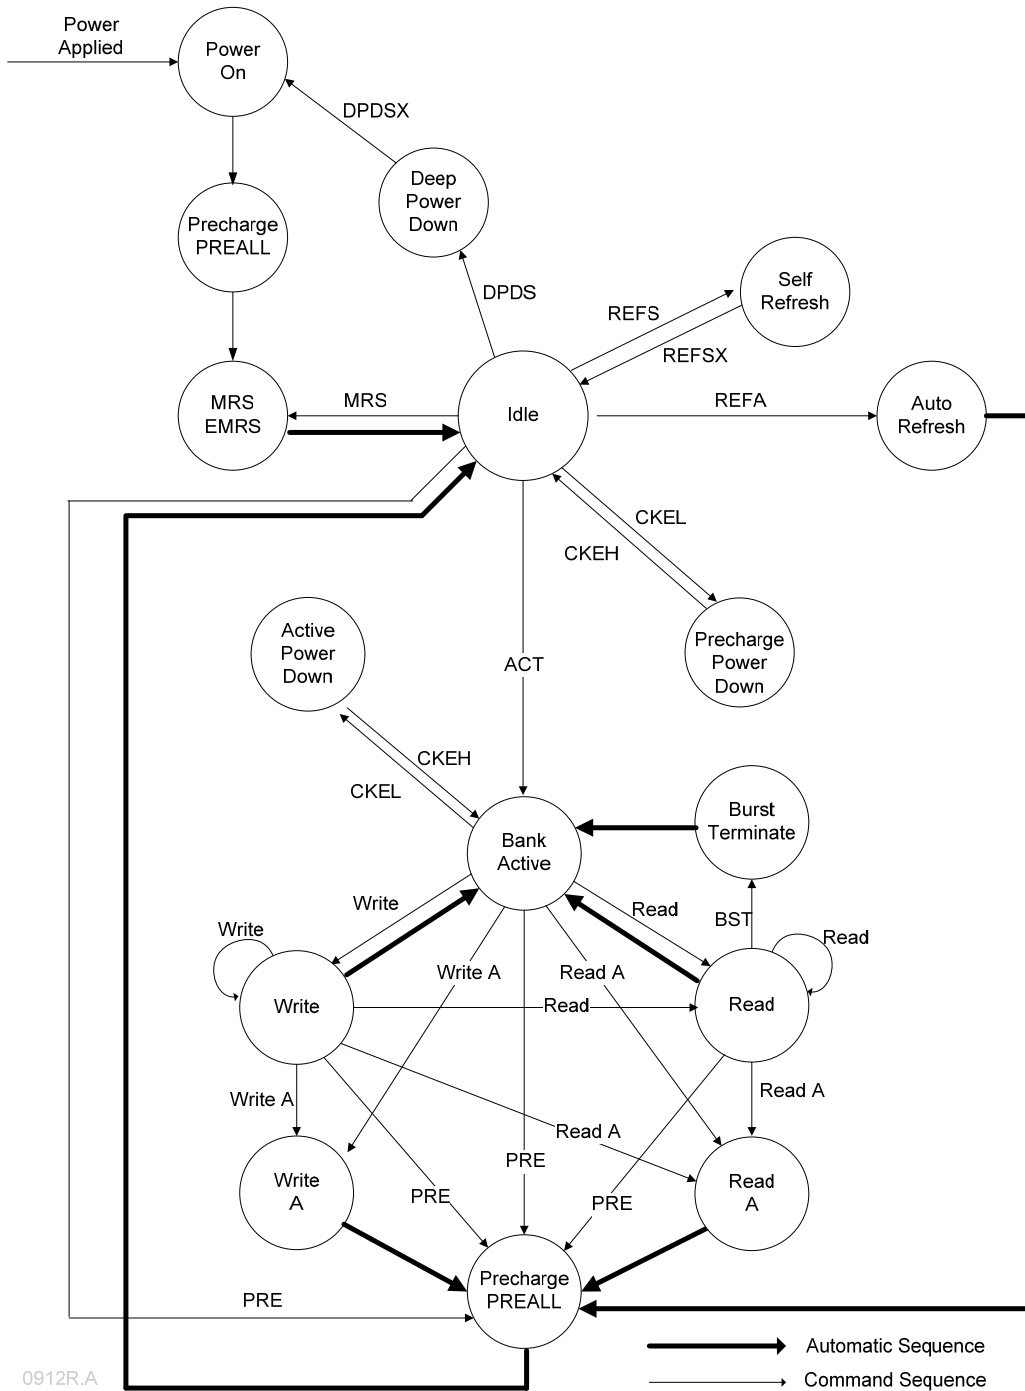 Power
Applied
Power
On
DPDSX
Deep
Power
Down
Precharge
PREALL
DPDS
Self
Refresh
REFS
REFSX
MRS
EMRS
MRS
Idle
REFA
Auto
Refresh
CKEL
CKEH
Active
Power
Down
ACT
Precharge
Power
Down
CKEH
CKEL
Burst
Terminate
Bank
Active
Write
Read
BST
Write
Read
Write A
Read A
Write
Read
Read
Write A
Read A
Read A
PRE
Write
A
PRE
PRE
Read
A
Precharge
PREALL
PRE
Automatic Sequence
Command Sequence
0912R.A